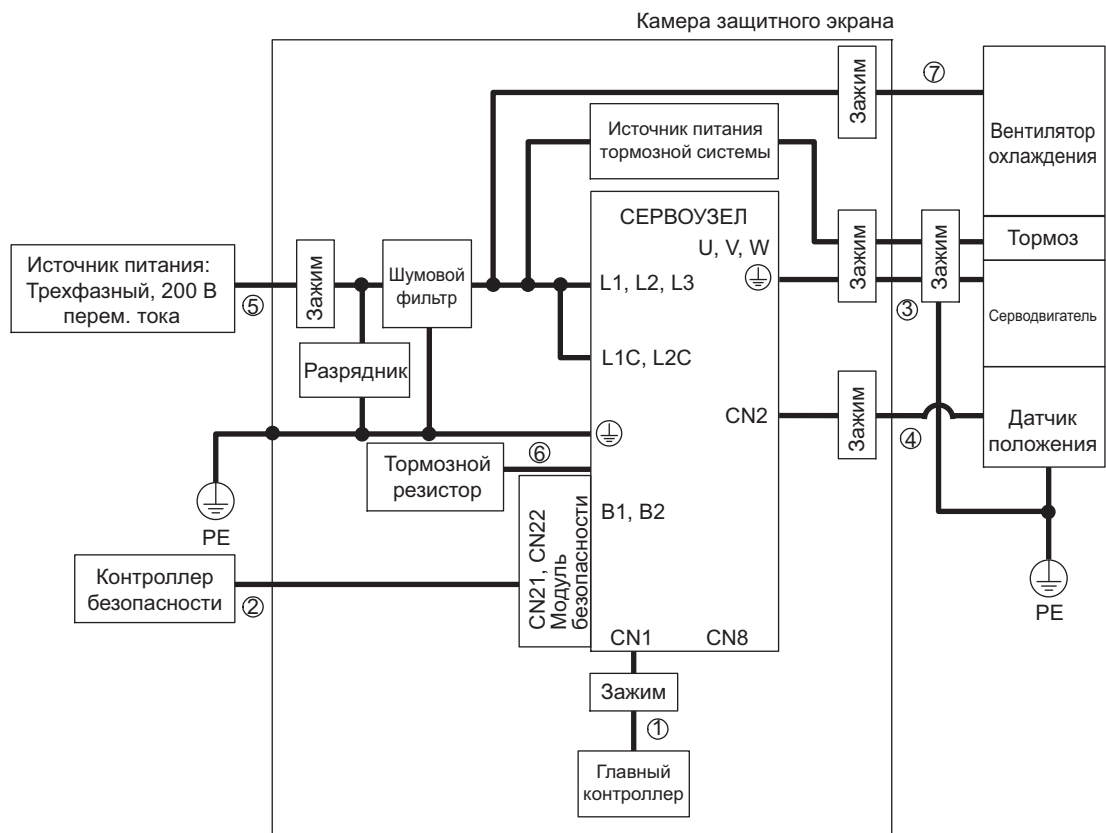 Камера защитного экрана
Зажим
⑦
Вентилятор
охлаждения
Источник питания
тормозной системы
СЕРВОУЗЕЛ
U, V, W
Зажим
Зажим
Тормоз
Источник питания:
Трехфазный, 200 В
перем. тока
⑤
Зажим
Шумовой
фильтр
L1, L2, L3
③
Серводвигатель
Разрядник
L1C, L2C
CN2
Зажим
④
Датчик
положения
⑥
Тормозной
резистор
PE
B1, B2
CN21, CN22
Модуль
безопасности
Контроллер
безопасности
②
PE
CN1
CN8
Зажим
①
Главный
контроллер